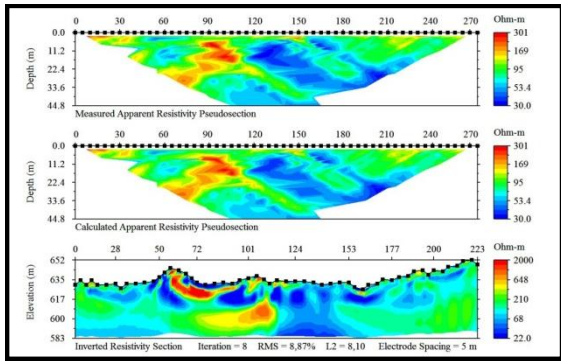 0 30 60 90 120 150 180 210 240 270 Ohm-m
0.0 11.2 22.4 33.6 44.8
Depth (m)
301 169 95.0 53.4 30.0
Measured Apparent Resistivity Pseudosection
0 30 60 90 120 150 180 210 240 270 Ohm-m
0.0 11.2 22.4 33.6 44.8
Depth (m)
301 169 95.0 53.4 30.0
Calculated Apparent Resistivity Pseudosection
0 28 50 72 101 124 153 177 200 223 Ohm-m
652 635 617 600 583
Elevation (m)
2000 648 210 68 22.0
Inverted Resistivity Section Iteration = 8 RMS = 8,87% L2 = 8,10 Electrode Spacing = 5 m